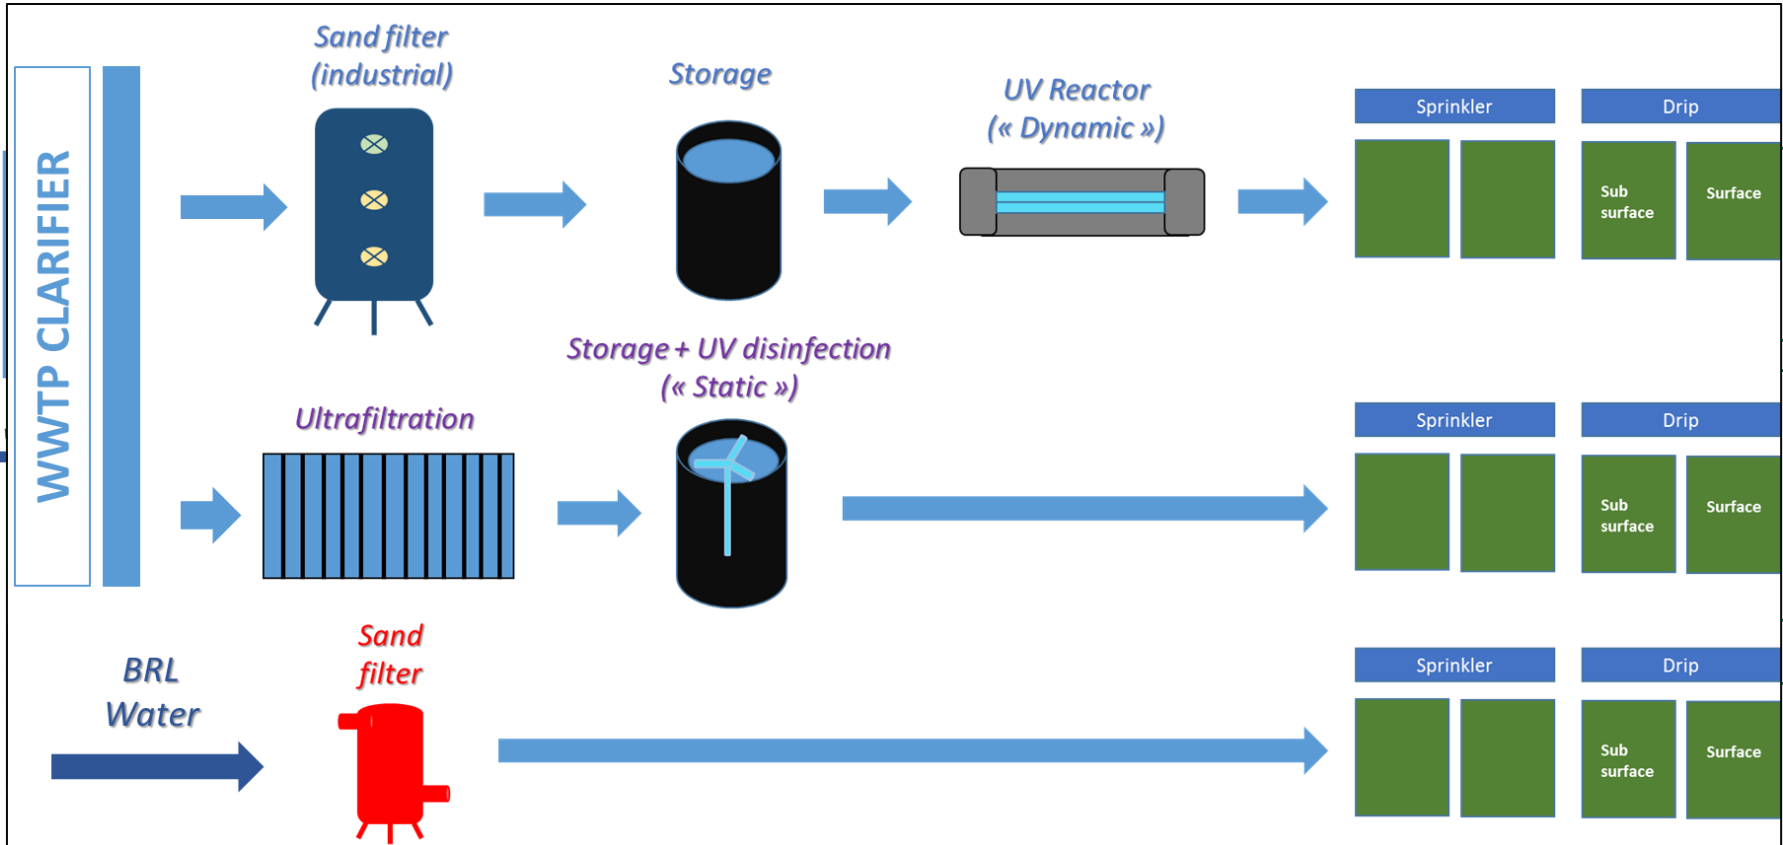 WWTP CLARIFIER
Sand filter
(industrial)
Storage
UV Reactor
(« Dynamic »)
Sprinkler
Drip
Sub
surface
Surface
Ultrafiltration
Storage + UV disinfection
(« Static »)
Sprinkler
Drip
Sub
surface
Surface
BRL
Water
Sand
filter
Sprinkler
Drip
Sub
surface
Surface